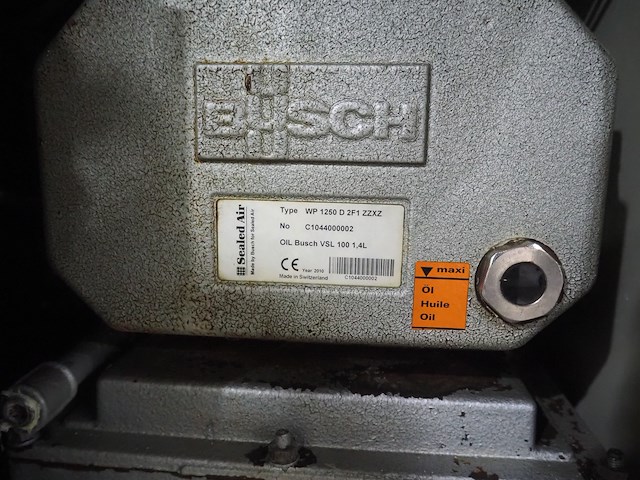 BUSCH
Sealed Air
Made by Busch for Sealed Air
Type WP 1250 D 2F1 ZZXZ
No C1044000002
OIL Busch VSL 100 1,4L
CE Year 2010
Made in Switzerland
C1044000002
maxi
Öl
Huile
Oil